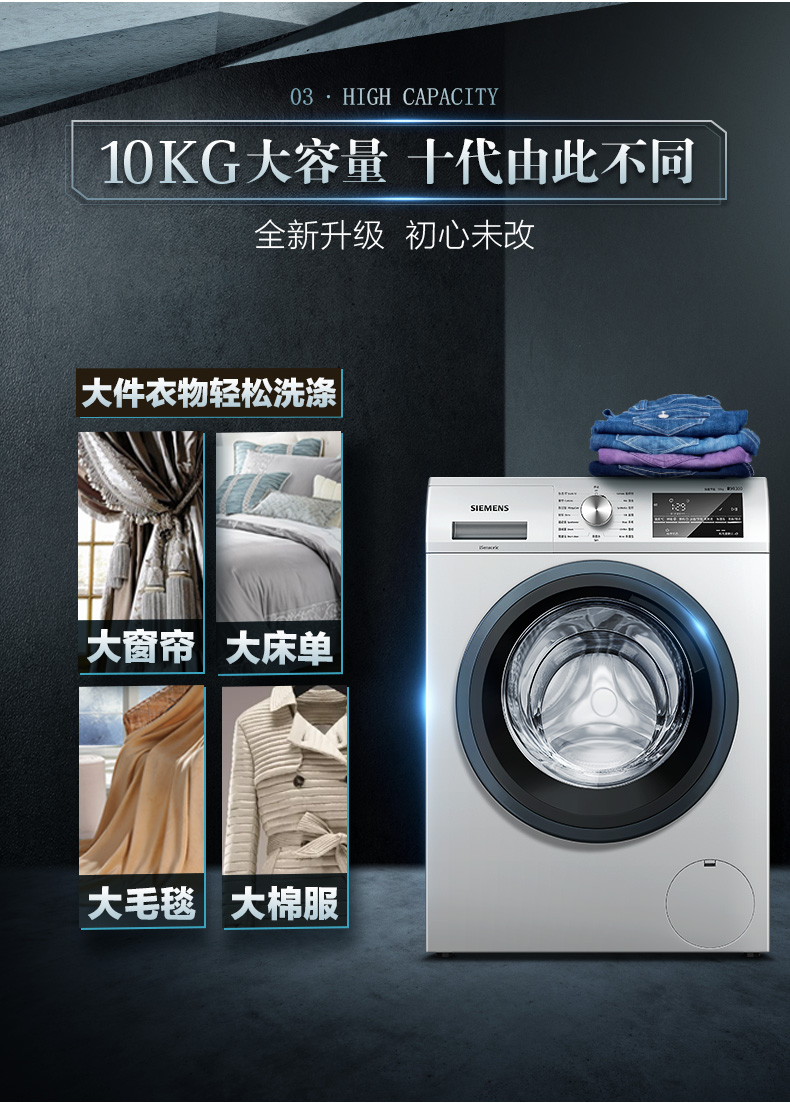 03 · HIGH CAPACITY
10KG大容量 十代由此不同
全新升级 初心未改
大件衣物轻松洗涤
大窗帘
大床单
大毛毯
大棉服
SIEMENS